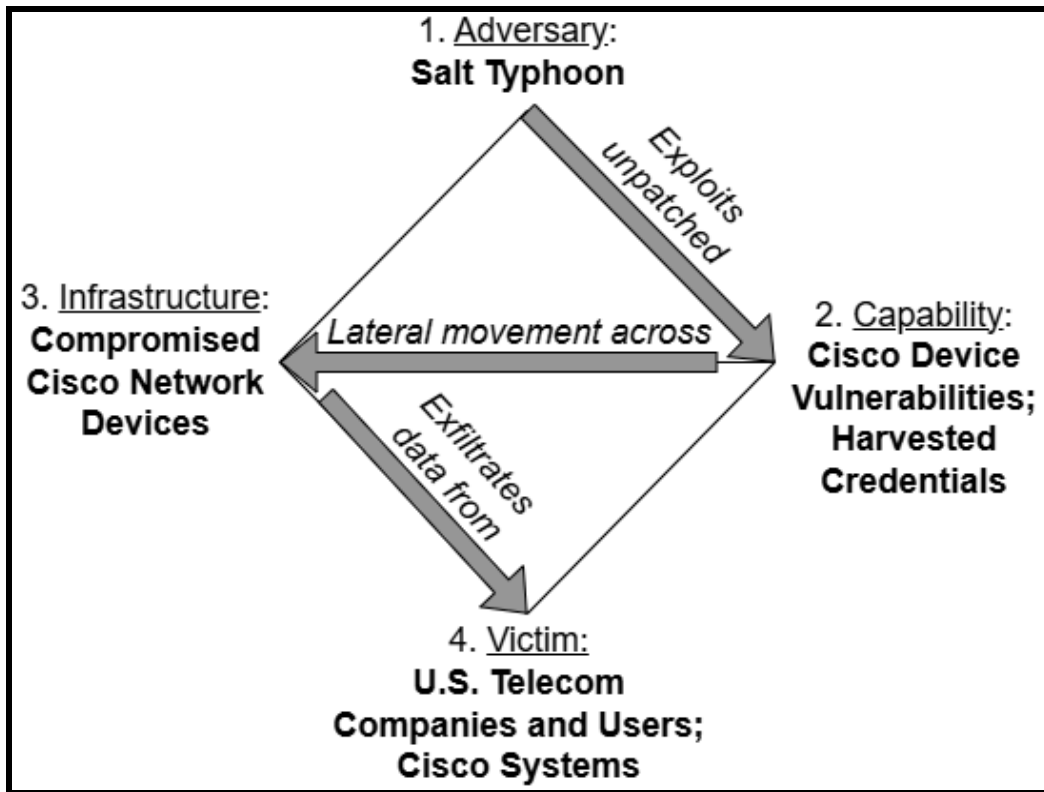 1. Adversary:
Salt Typhoon
Exploits
unpatched
3. Infrastructure:
Compromised
Cisco Network
Devices
Lateral movement across
2. Capability:
Cisco Device
Vulnerabilities;
Harvested
Credentials
Exfiltrates
data from
4. Victim:
U.S. Telecom
Companies and Users;
Cisco Systems